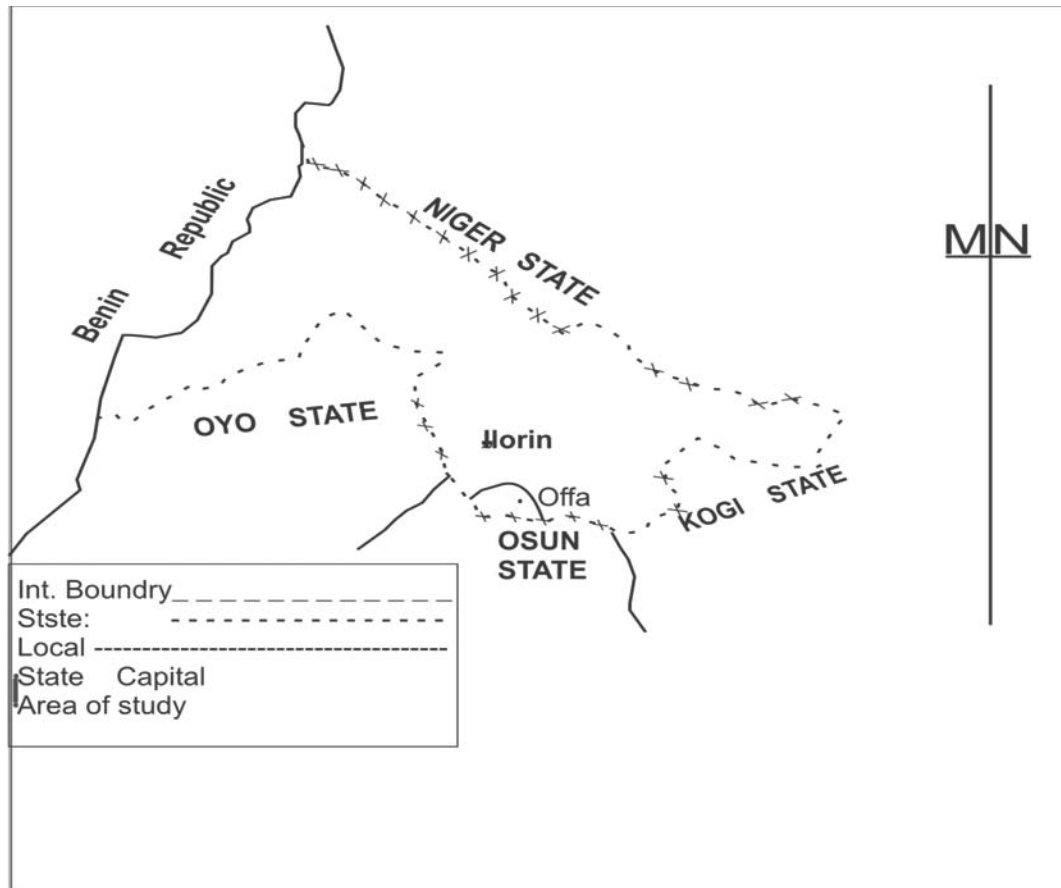 Benin Republic
NIGER STATE
MN
OYO STATE
Ilorin
Offa
KOGI STATE
OSUN
STATE
Int. Boundry
Stste:
Local
State Capital
Area of study